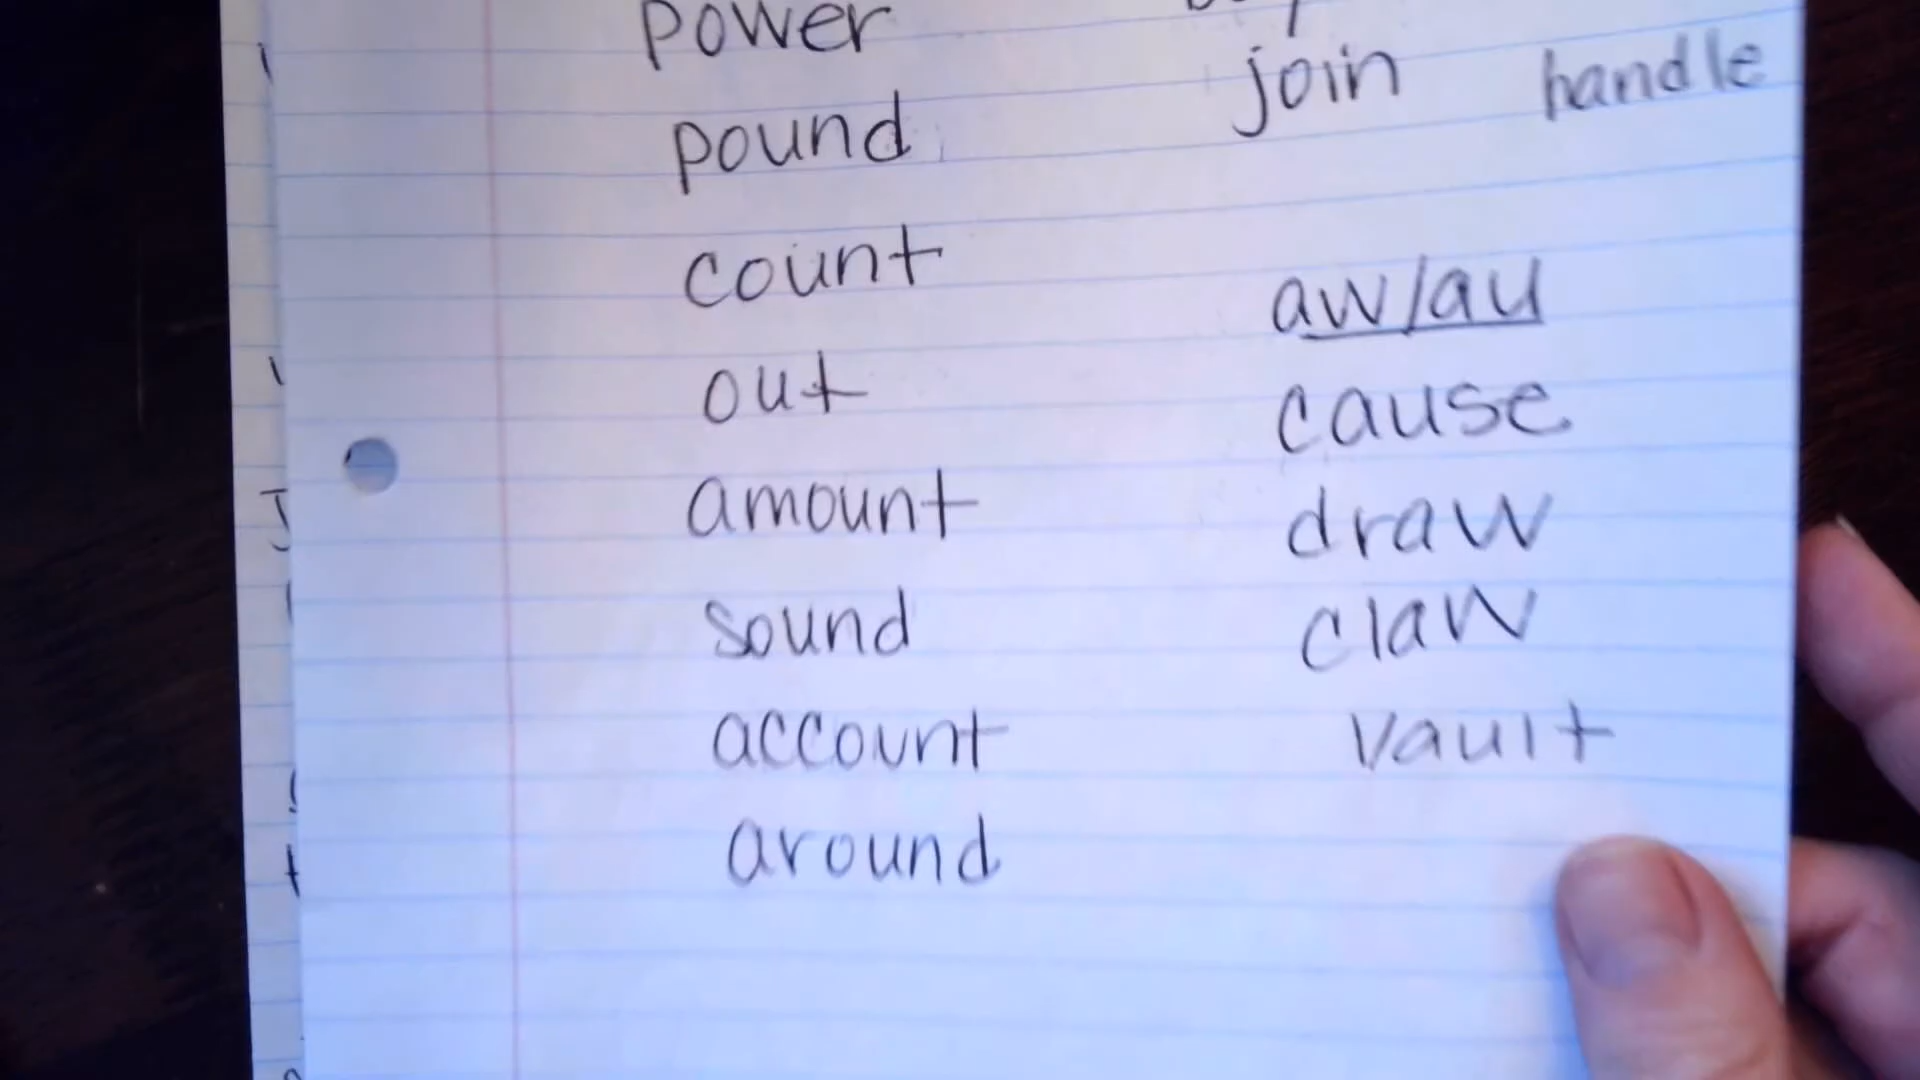 power
pound
count
out
amount
sound
account
around
join
handle
aw/au
cause
draw
claw
vault